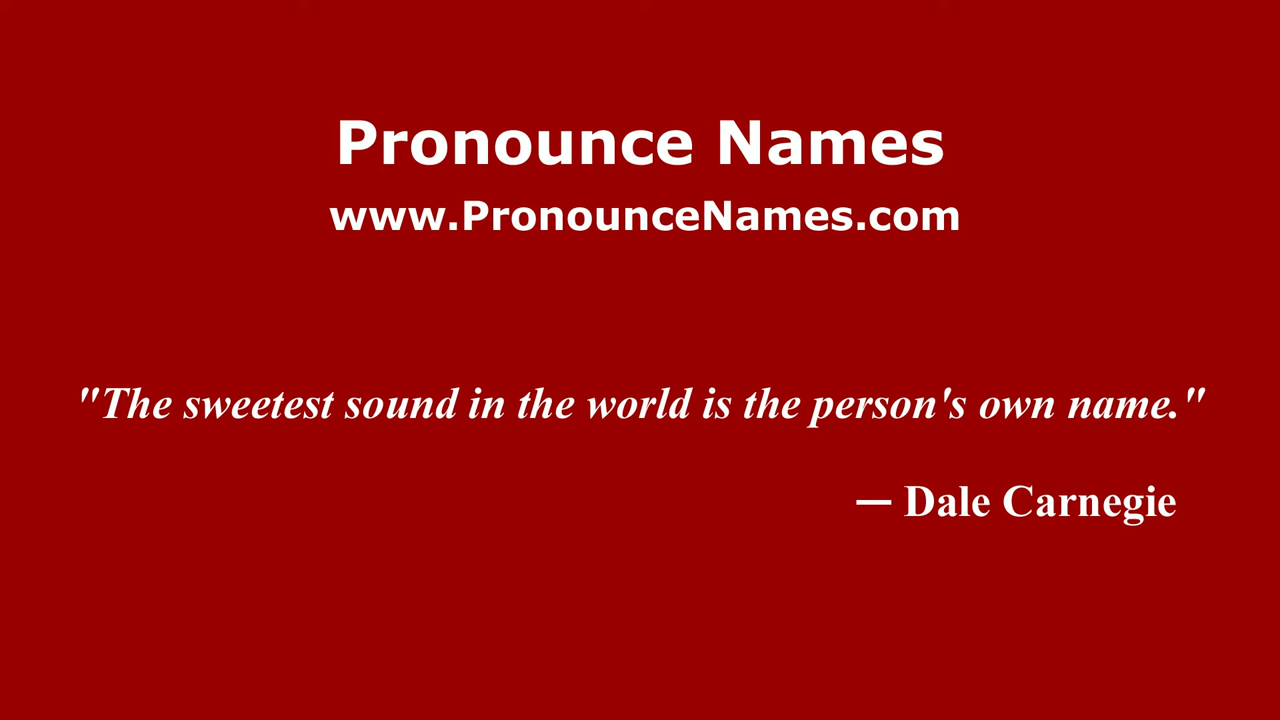 Pronounce Names
www.PronounceNames.com
"The sweetest sound in the world is the person's own name."
— Dale Carnegie